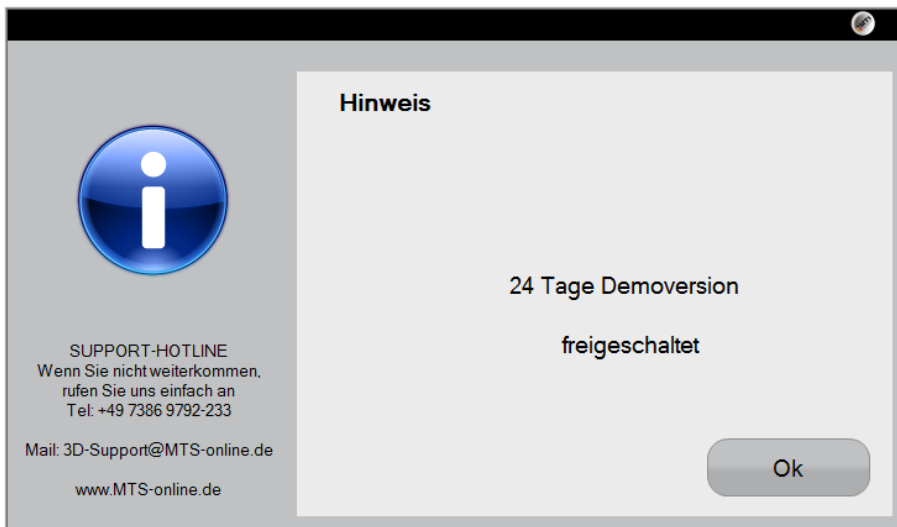 Hinweis
24 Tage Demoversion
freigeschaltet
SUPPORT-HOTLINE
Wenn Sie nicht weiterkommen,
rufen Sie uns einfach an
Tel: +49 7386 9792-233
Mail: 3D-Support@MTS-online.de
www.MTS-online.de
Ok